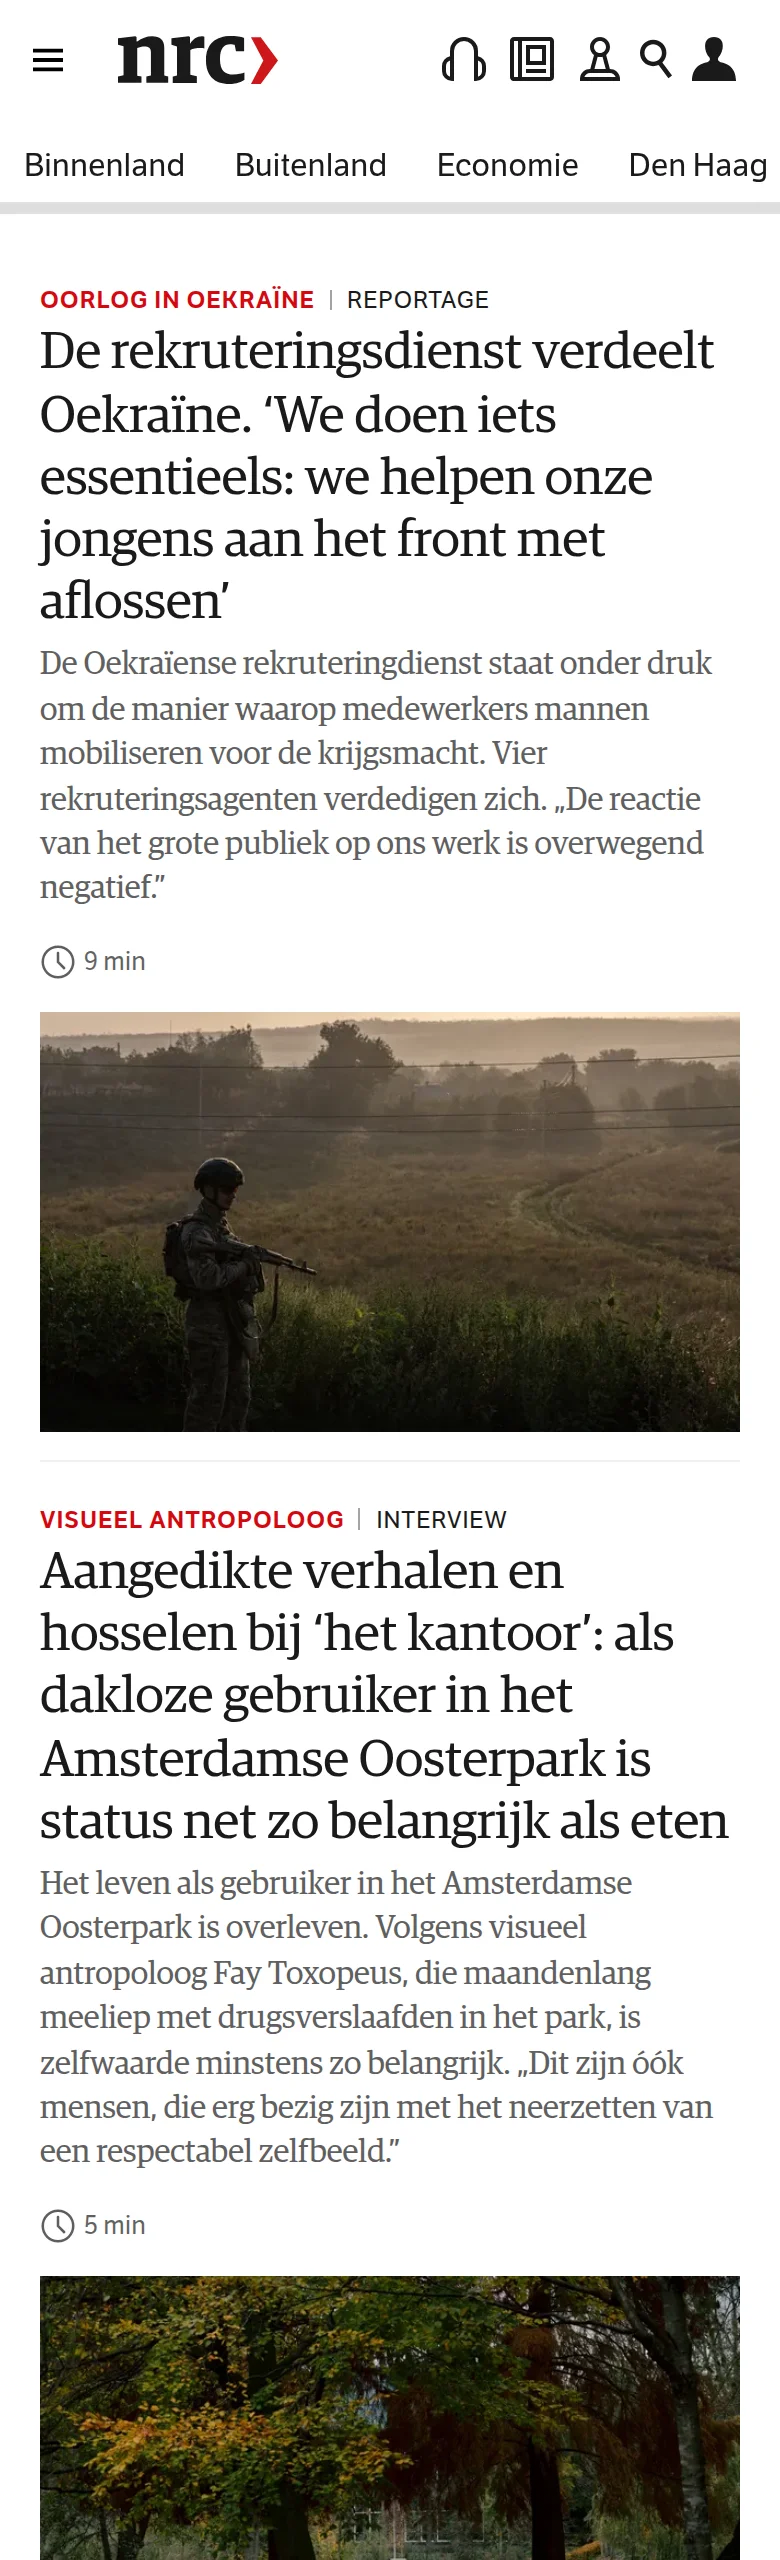 nrc
Binnenland Buitenland Economie Den Haag
OORLOG IN OEKRAÏNE | REPORTAGE
De rekruteringsdienst verdeelt
Oekraïne. ‘We doen iets
essentieels: we helpen onze
jongens aan het front met
aflossen’
De Oekraïense rekruteringdienst staat onder druk
om de manier waarop medewerkers mannen
mobiliseren voor de krijgsmacht. Vier
rekruteringsagenten verdedigen zich. „De reactie
van het grote publiek op ons werk is overwegend
negatief.”
9 min
VISUEEL ANTROPOLOOG | INTERVIEW
Aangedikte verhalen en
hosselen bij ‘het kantoor’: als
dakloze gebruiker in het
Amsterdamse Oosterpark is
status net zo belangrijk als eten
Het leven als gebruiker in het Amsterdamse
Oosterpark is overleven. Volgens visueel
antropoloog Fay Toxopeus, die maandenlang
meeliep met drugsverslaafden in het park, is
zelfwaarde minstens zo belangrijk. „Dit zijn óók
mensen, die erg bezig zijn met het neerzetten van
een respectabel zelfbeeld.”
5 min